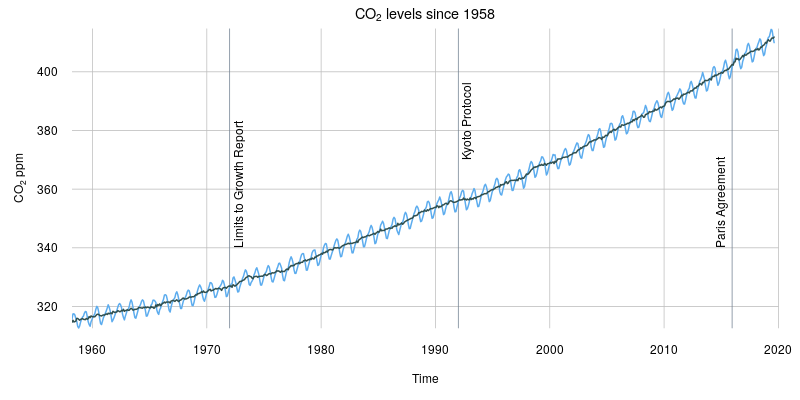 CO₂ levels since 1958
CO₂ ppm
400
380
360
340
320
Limits to Growth Report
Kyoto Protocol
Paris Agreement
1960
1970
1980
1990
2000
2010
2020
Time